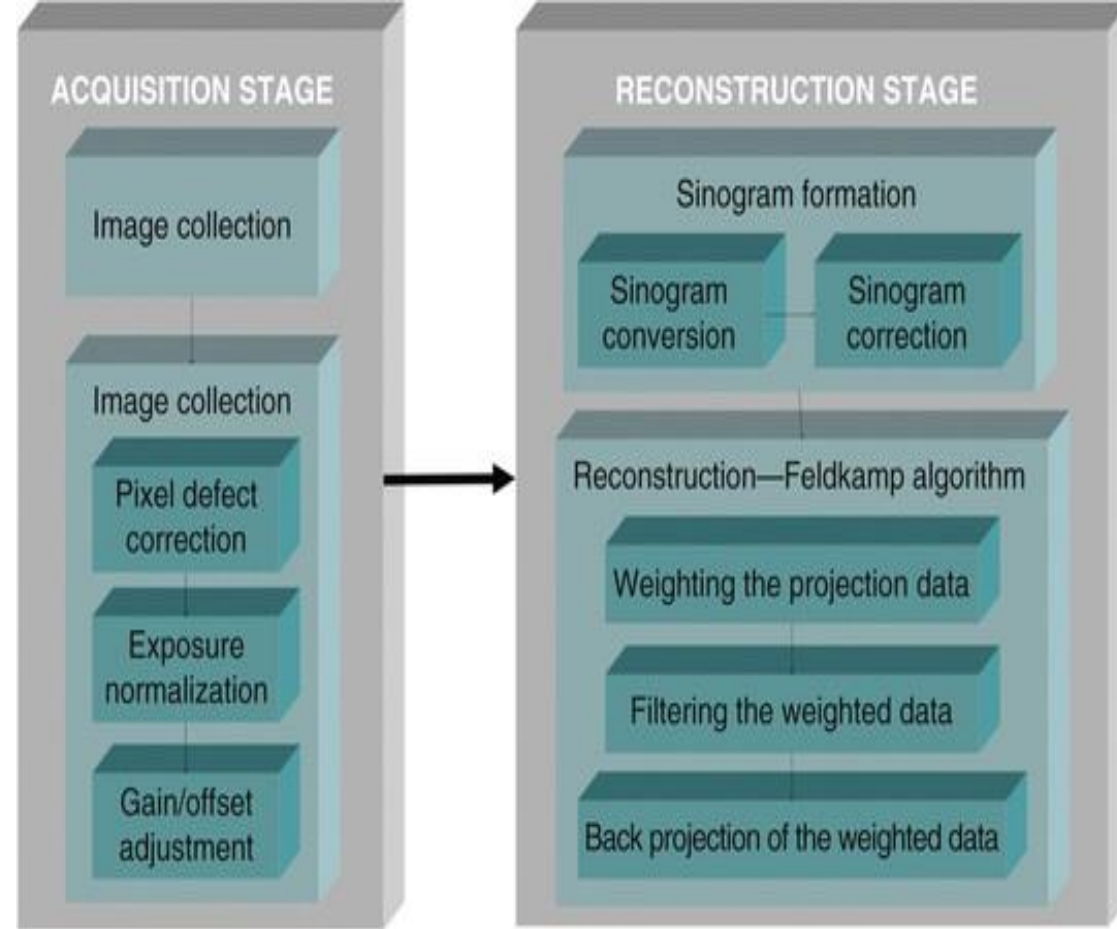 ACQUISITION STAGE
Image collection
Image collection
Pixel defect
correction
Exposure
normalization
Gain/offset
adjustment
RECONSTRUCTION STAGE
Sinogram formation
Sinogram
conversion
Sinogram
correction
Reconstruction—Feldkamp algorithm
Weighting the projection data
Filtering the weighted data
Back projection of the weighted data